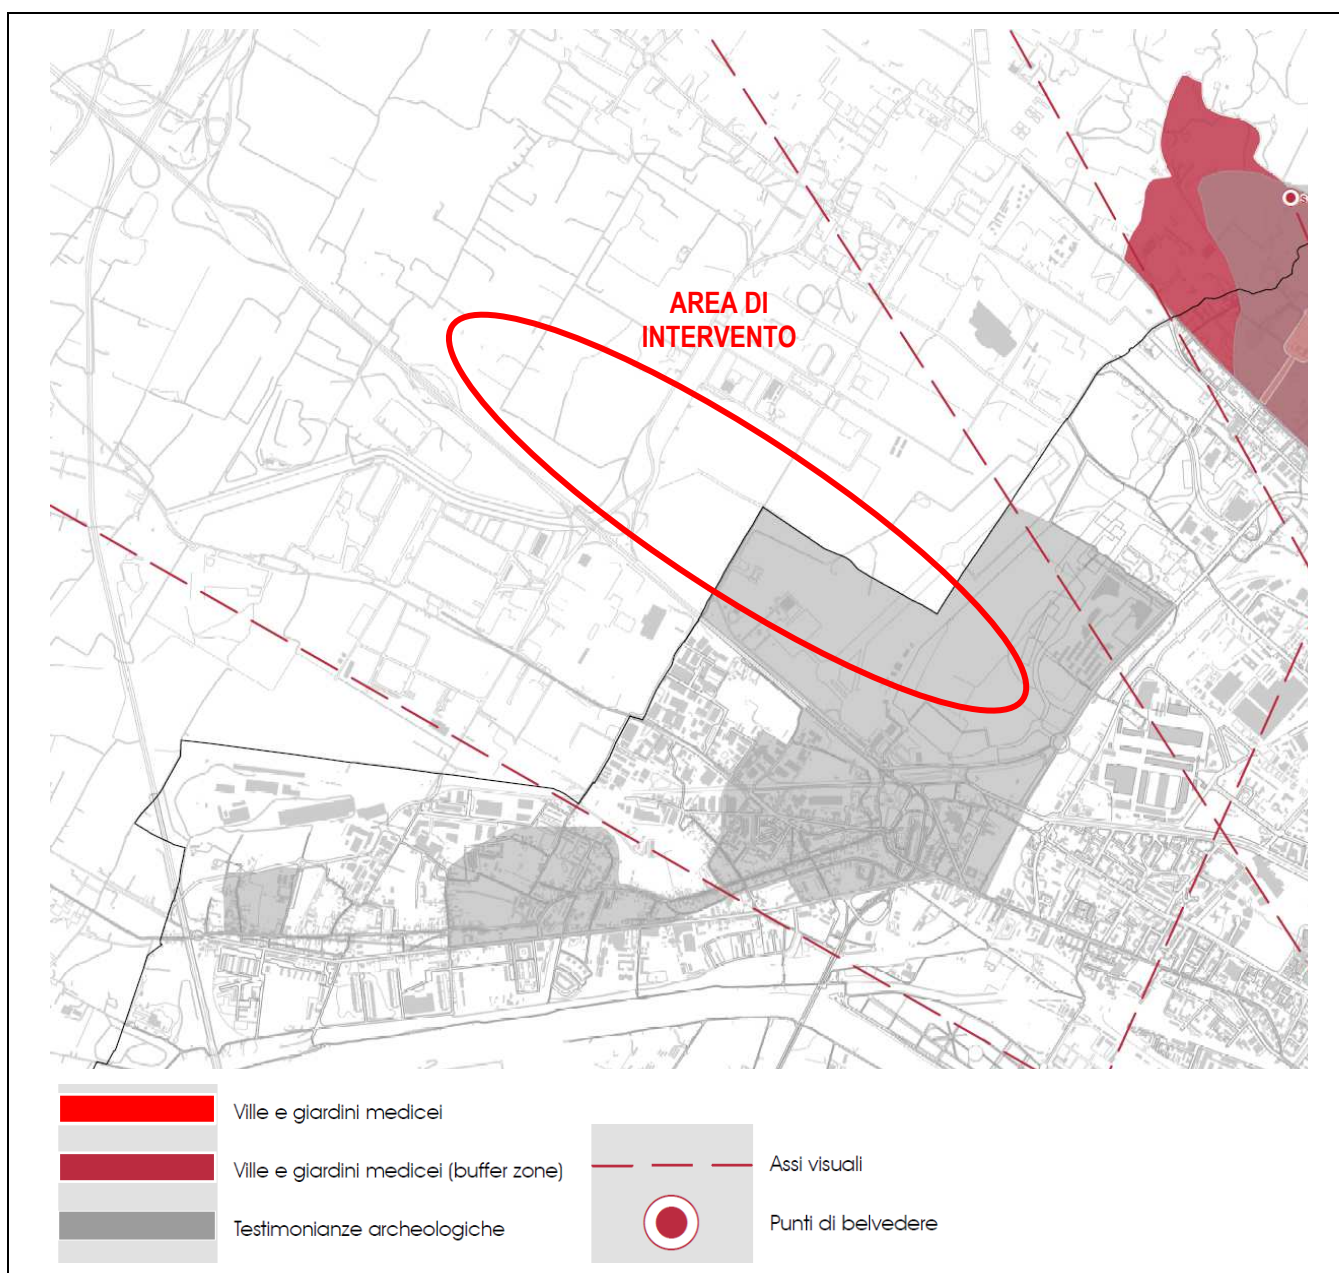 AREA DI
INTERVENTO
s
Ville e giardini medicei
Ville e giardini medicei (buffer zone)
Testimonianze archeologiche
Assi visuali
Punti di belvedere